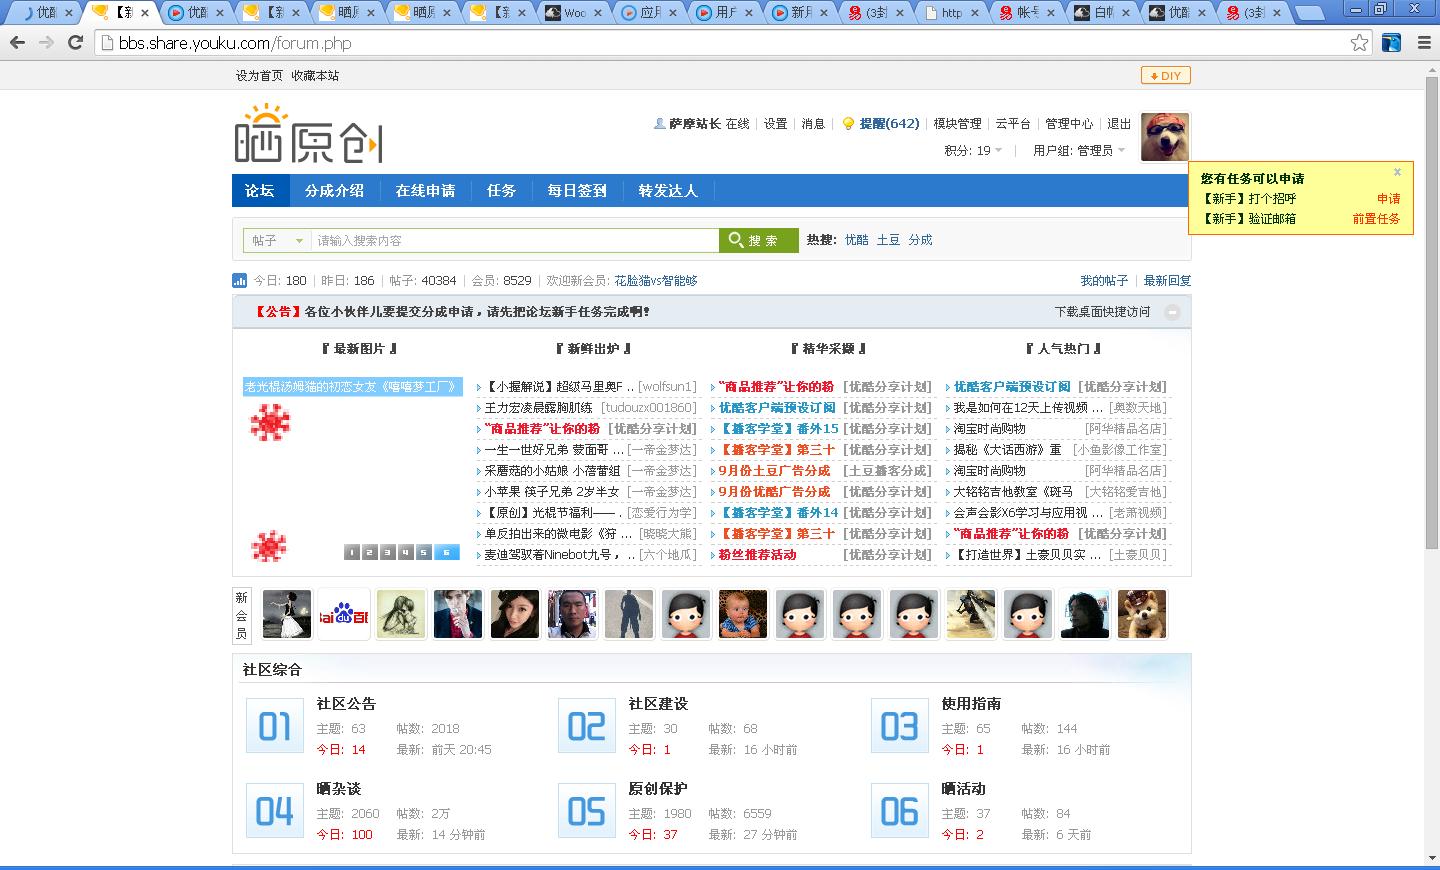 优酷
【新
优酷
【新
晒原
晒原
【新
Woo
应月
用户
新月
(3封
http
帐号
白帷
优酷
(3封
bbs.share.youku.com/forum.php
设为首页 收藏本站
DIY
晒原创
萨摩站长 在线 设置 消息 提醒(642) 模块管理 云平台 管理中心 退出
积分: 19 用户组: 管理员
论坛 分成介绍 在线申请 任务 每日签到 转发达人
您有任务可以申请
【新手】打个招呼 申请
【新手】验证邮箱 前置任务
帖子 请输入搜索内容 搜索 热搜: 优酷 土豆 分成
今日: 180 昨日: 186 帖子: 40384 会员: 8529 欢迎新会员: 花脸猫vs智能够
我的帖子 最新回复
【公告】各位小伙伴儿要提交分成申请，请先把论坛新手任务完成啊！
下载桌面快捷访问
『 最新图片 』
老光棍汤姆猫的初恋女友《嘻嘻梦工厂》
1 2 3 4 5 6
『 新鲜出炉 』
【小握解说】超级马里奥F .. [wolfsun1]
王力宏凌晨露胸肌练 [tudouzx001860]
“商品推荐”让你的粉 [优酷分享计划]
一生一世好兄弟 蒙面哥 ... [一帝金梦达]
采蘑菇的小姑娘 小蓓蕾组 [一帝金梦达]
小苹果 筷子兄弟 2岁半女 [一帝金梦达]
【原创】光棍节福利—— . [恋爱行为学]
单反拍出来的微电影《狩 ... [晓晓大熊]
麦迪驾驭着Ninebot九号， .. [六个地瓜]
『 精华采撷 』
“商品推荐”让你的粉 [优酷分享计划]
优酷客户端预设订阅 [优酷分享计划]
【播客学堂】番外15 [优酷分享计划]
【播客学堂】第三十 [优酷分享计划]
9月份土豆广告分成 [土豆播客分成]
9月份优酷广告分成 [优酷分享计划]
【播客学堂】番外14 [优酷分享计划]
【播客学堂】第三十 [优酷分享计划]
粉丝推荐活动 [优酷分享计划]
『 人气热门 』
优酷客户端预设订阅 [优酷分享计划]
我是如何在12天上传视频 ... [奥数天地]
淘宝时尚购物 [阿华精品名店]
揭秘《大话西游》重 [小鱼影像工作室]
淘宝时尚购物 [阿华精品名店]
大铭铭吉他教室《斑马 [大铭铭爱吉他]
会声会影X6学习与应用视 ... [老萧视频]
“商品推荐”让你的粉 [优酷分享计划]
【打造世界】土豪贝贝实 ... [土豪贝贝]
新会员
Bai du 百
社区综合
01
社区公告
主题: 63 帖数: 2018
今日: 14 最新: 前天 20:45
02
社区建设
主题: 30 帖数: 68
今日: 1 最新: 16 小时前
03
使用指南
主题: 65 帖数: 144
今日: 1 最新: 16 小时前
04
晒杂谈
主题: 2060 帖数: 2万
今日: 100 最新: 14 分钟前
05
原创保护
主题: 1980 帖数: 6559
今日: 37 最新: 27 分钟前
06
晒活动
主题: 37 帖数: 84
今日: 2 最新: 6 天前